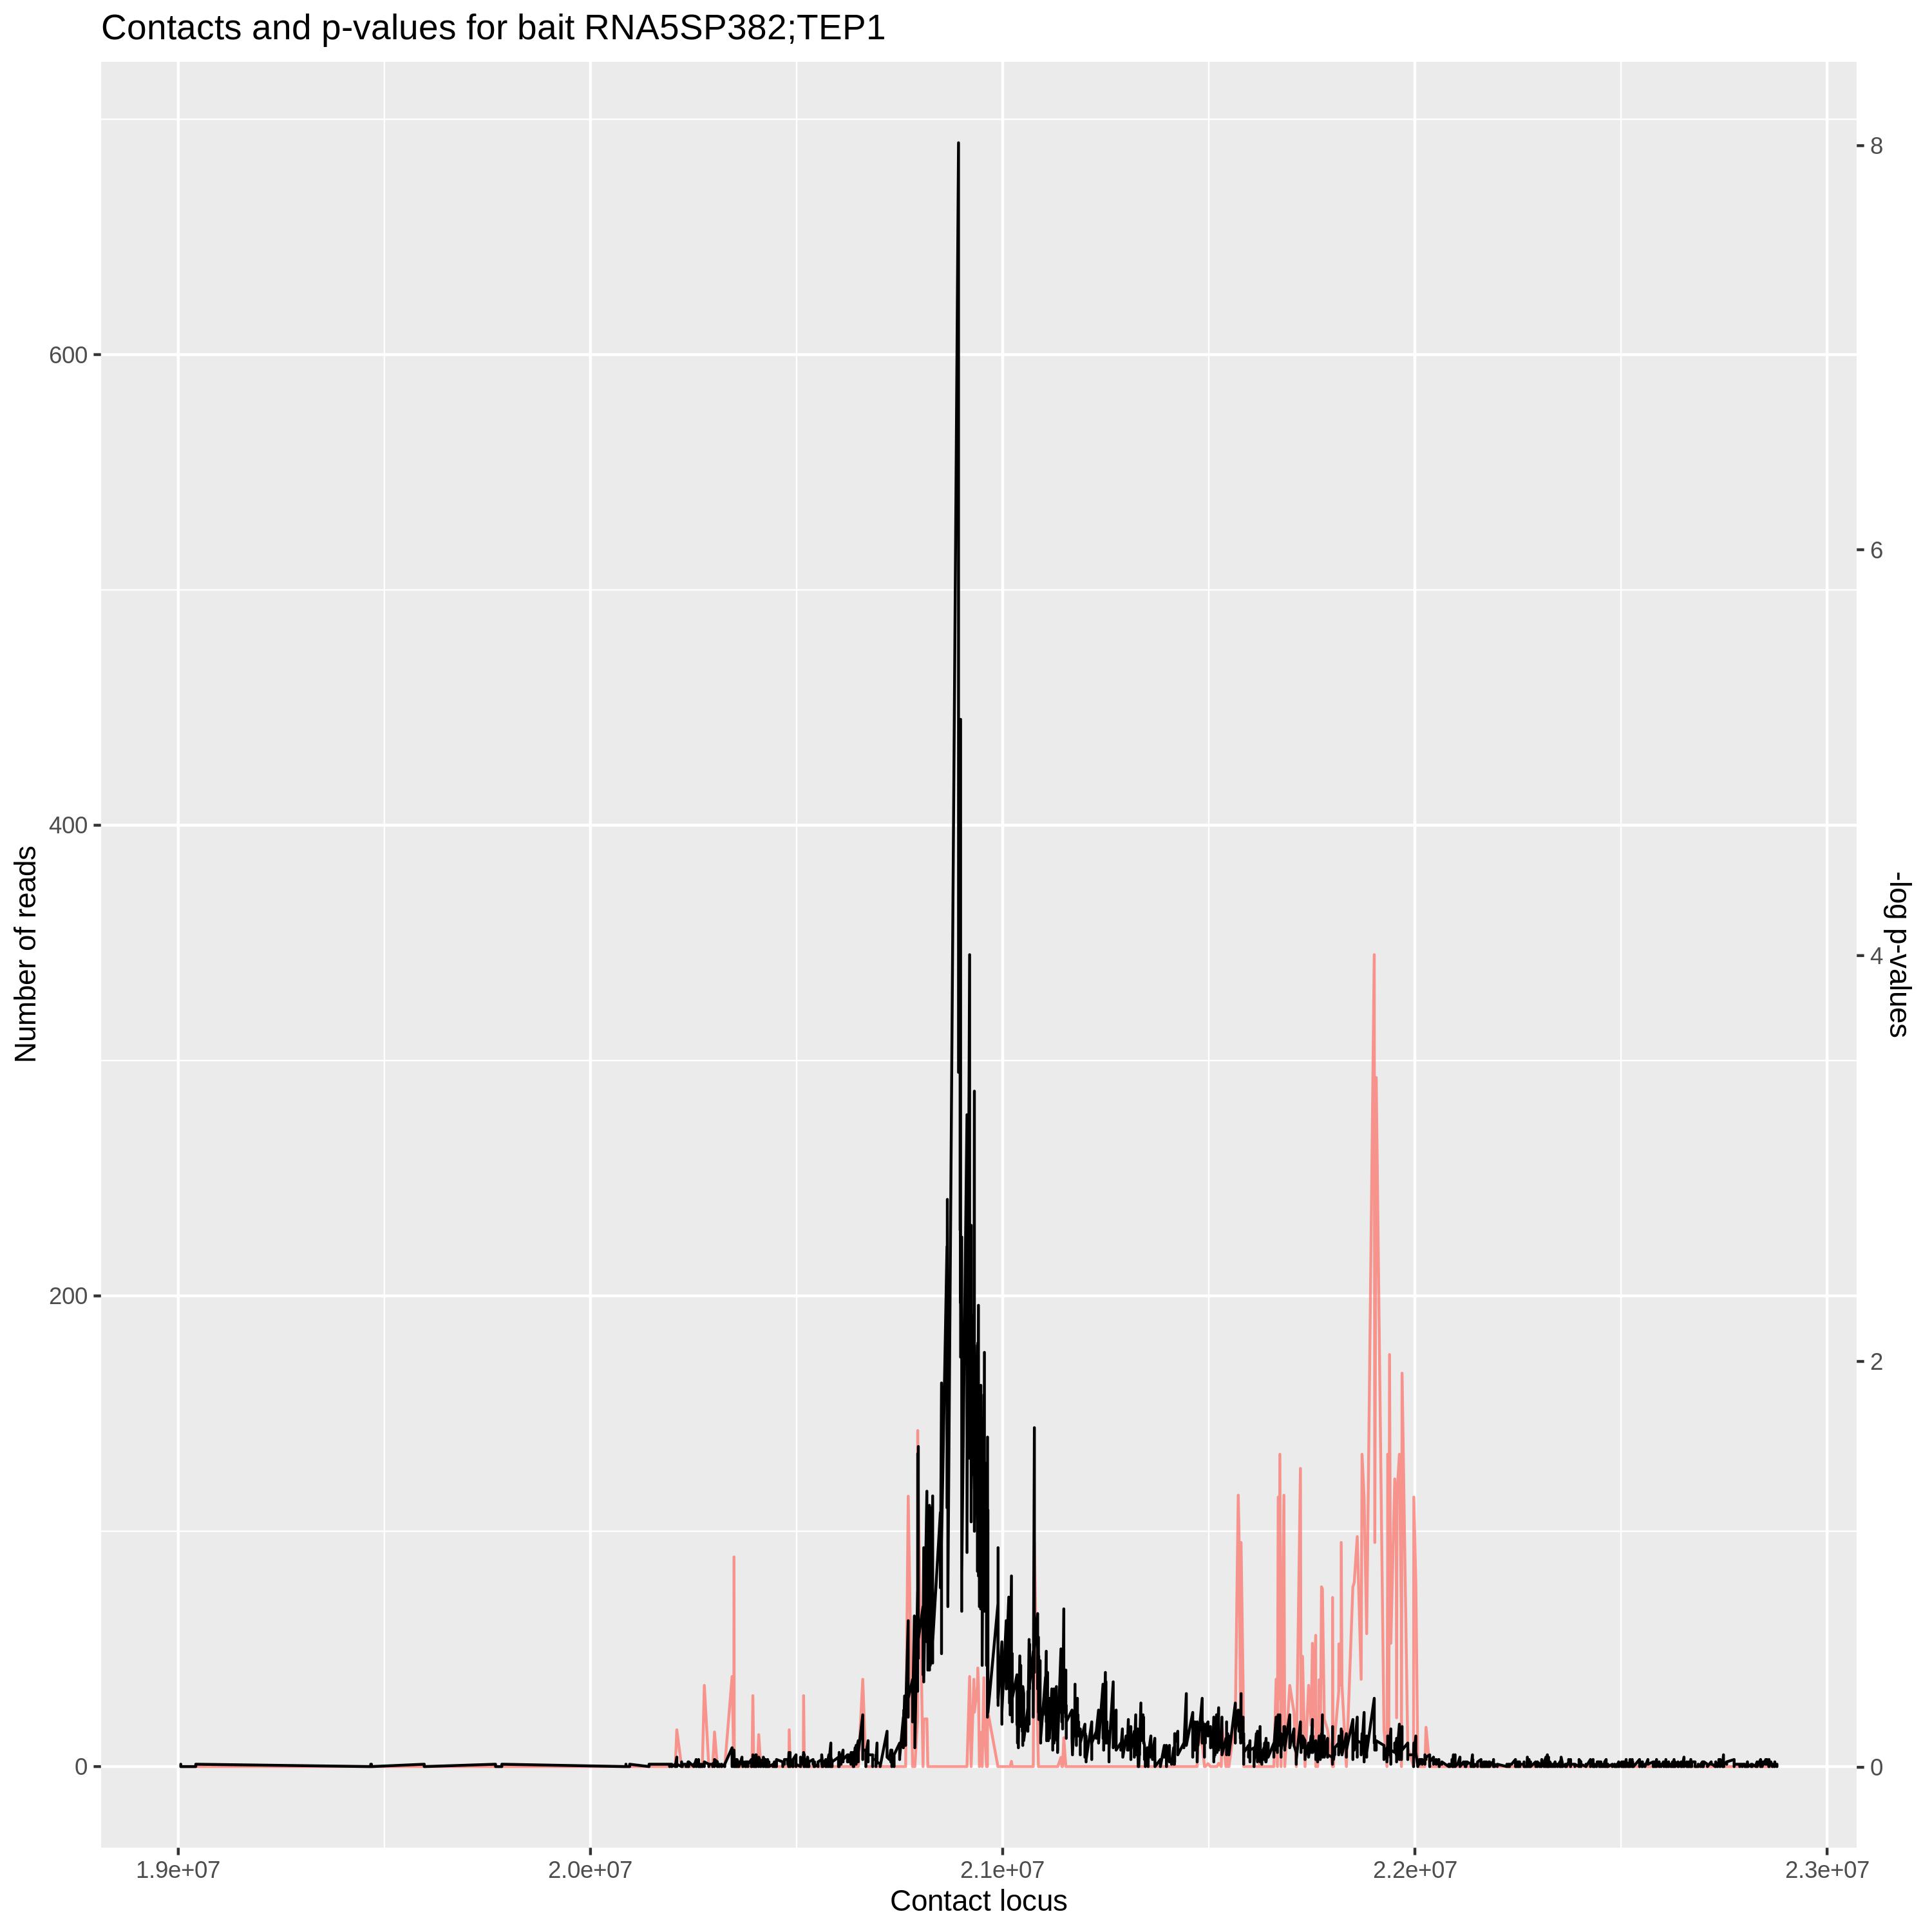 Contacts and p-values for bait RNA5SP382;TEP1
Number of reads
600
400
200
0
8
6
4
2
0
-log p-values
1.9e+07
2.0e+07
2.1e+07
2.2e+07
2.3e+07
Contact locus